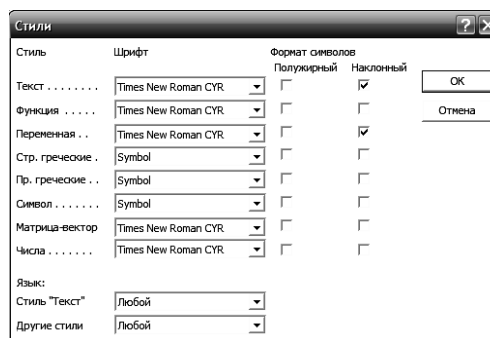 Стили
Стиль Шрифт Формат символов
Полужирный Наклонный
Текст . . . . . . . . Times New Roman CYR OK
Функция . . . . . Times New Roman CYR Отмена
Переменная . . Times New Roman CYR
Стр. греческие . Symbol
Пр. греческие . . Symbol
Символ . . . . . . . Symbol
Матрица-вектор Times New Roman CYR
Числа . . . . . . . Times New Roman CYR
Язык:
Стиль "Текст" Любой
Другие стили Любой